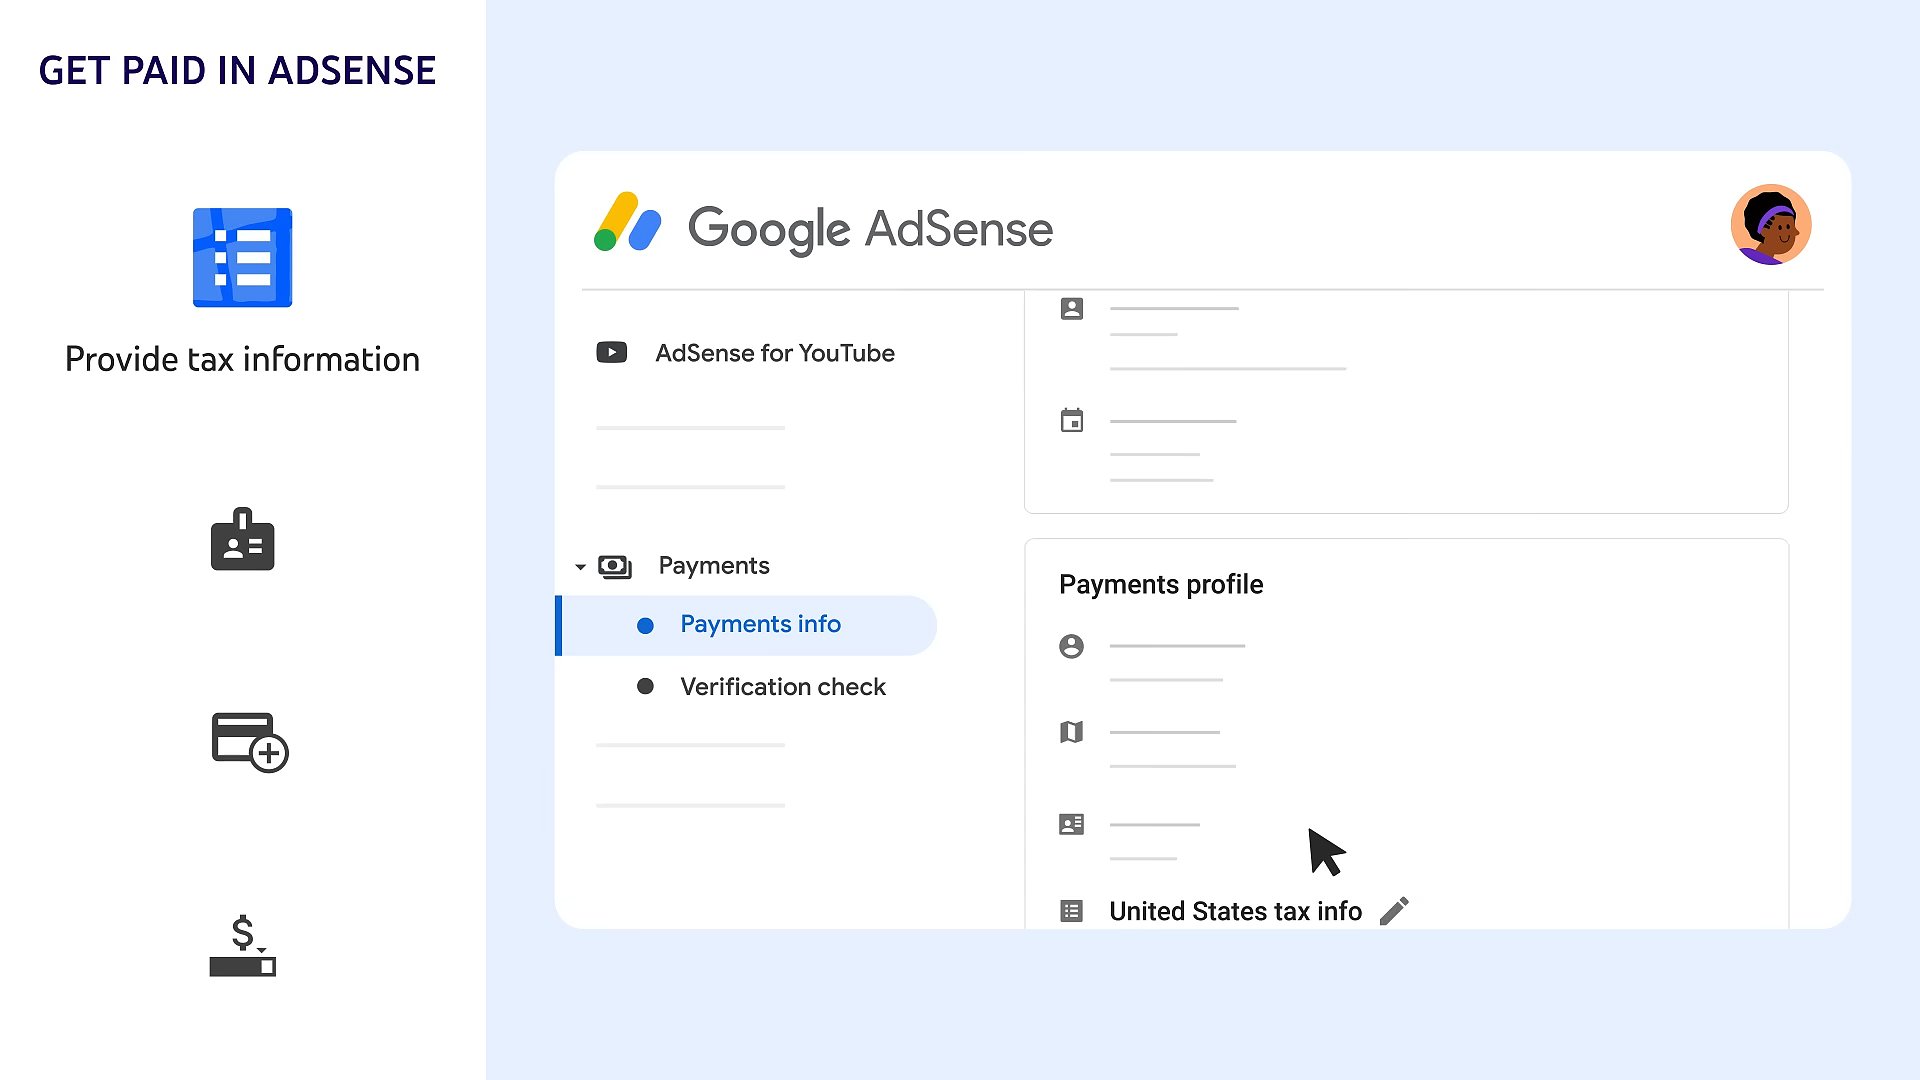 GET PAID IN ADSENSE
Provide tax information
$
Google AdSense
AdSense for YouTube
Payments
Payments info
Verification check
Payments profile
United States tax info